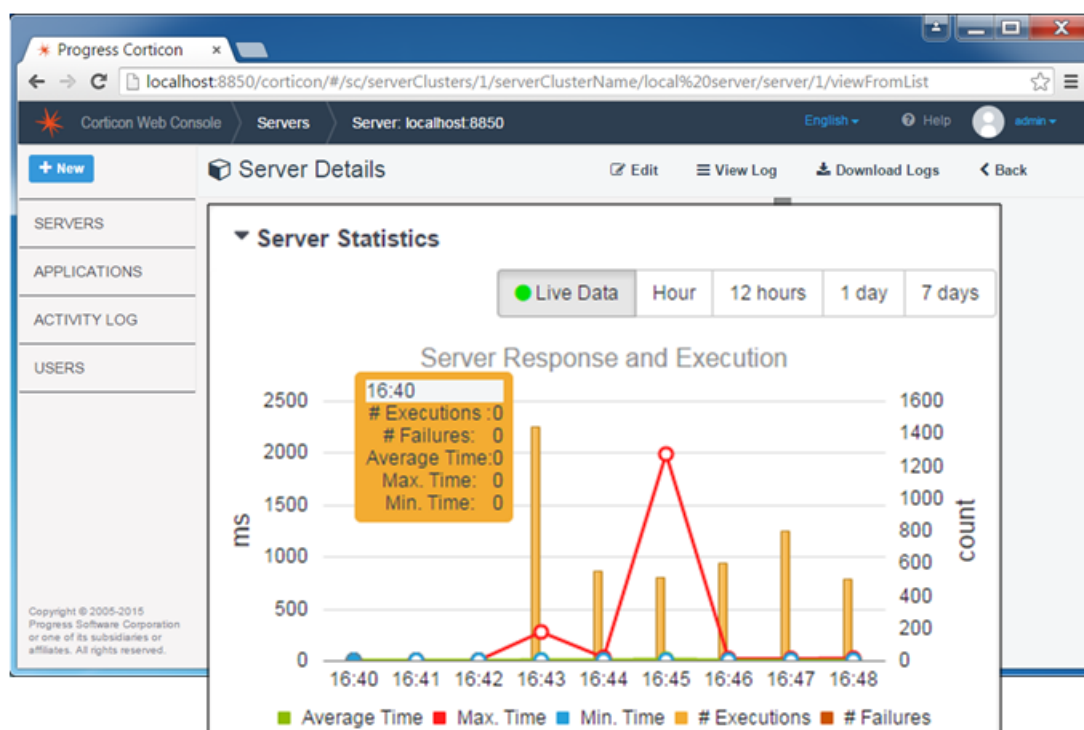 Progress Corticon
localhost:8850/corticon/#/sc/serverClusters/1/serverClusterName/local%20server/server/1/viewFromList
Corticon Web Console Servers Server: localhost:8850 English Help admin
+ New
Server Details Edit View Log Download Logs Back
SERVERS
APPLICATIONS
ACTIVITY LOG
USERS
Copyright © 2005-2015
Progress Software Corporation
or one of its subsidiaries or
affiliates. All rights reserved.
Server Statistics
Live Data Hour 12 hours 1 day 7 days
Server Response and Execution
16:40
# Executions :0
# Failures: 0
Average Time:0
Max. Time: 0
Min. Time: 0
ms
2500
2000
1500
1000
500
0
1600
1400
1200
1000
800
600
400
200
0
count
16:40 16:41 16:42 16:43 16:44 16:45 16:46 16:47 16:48
Average Time Max. Time Min. Time # Executions # Failures